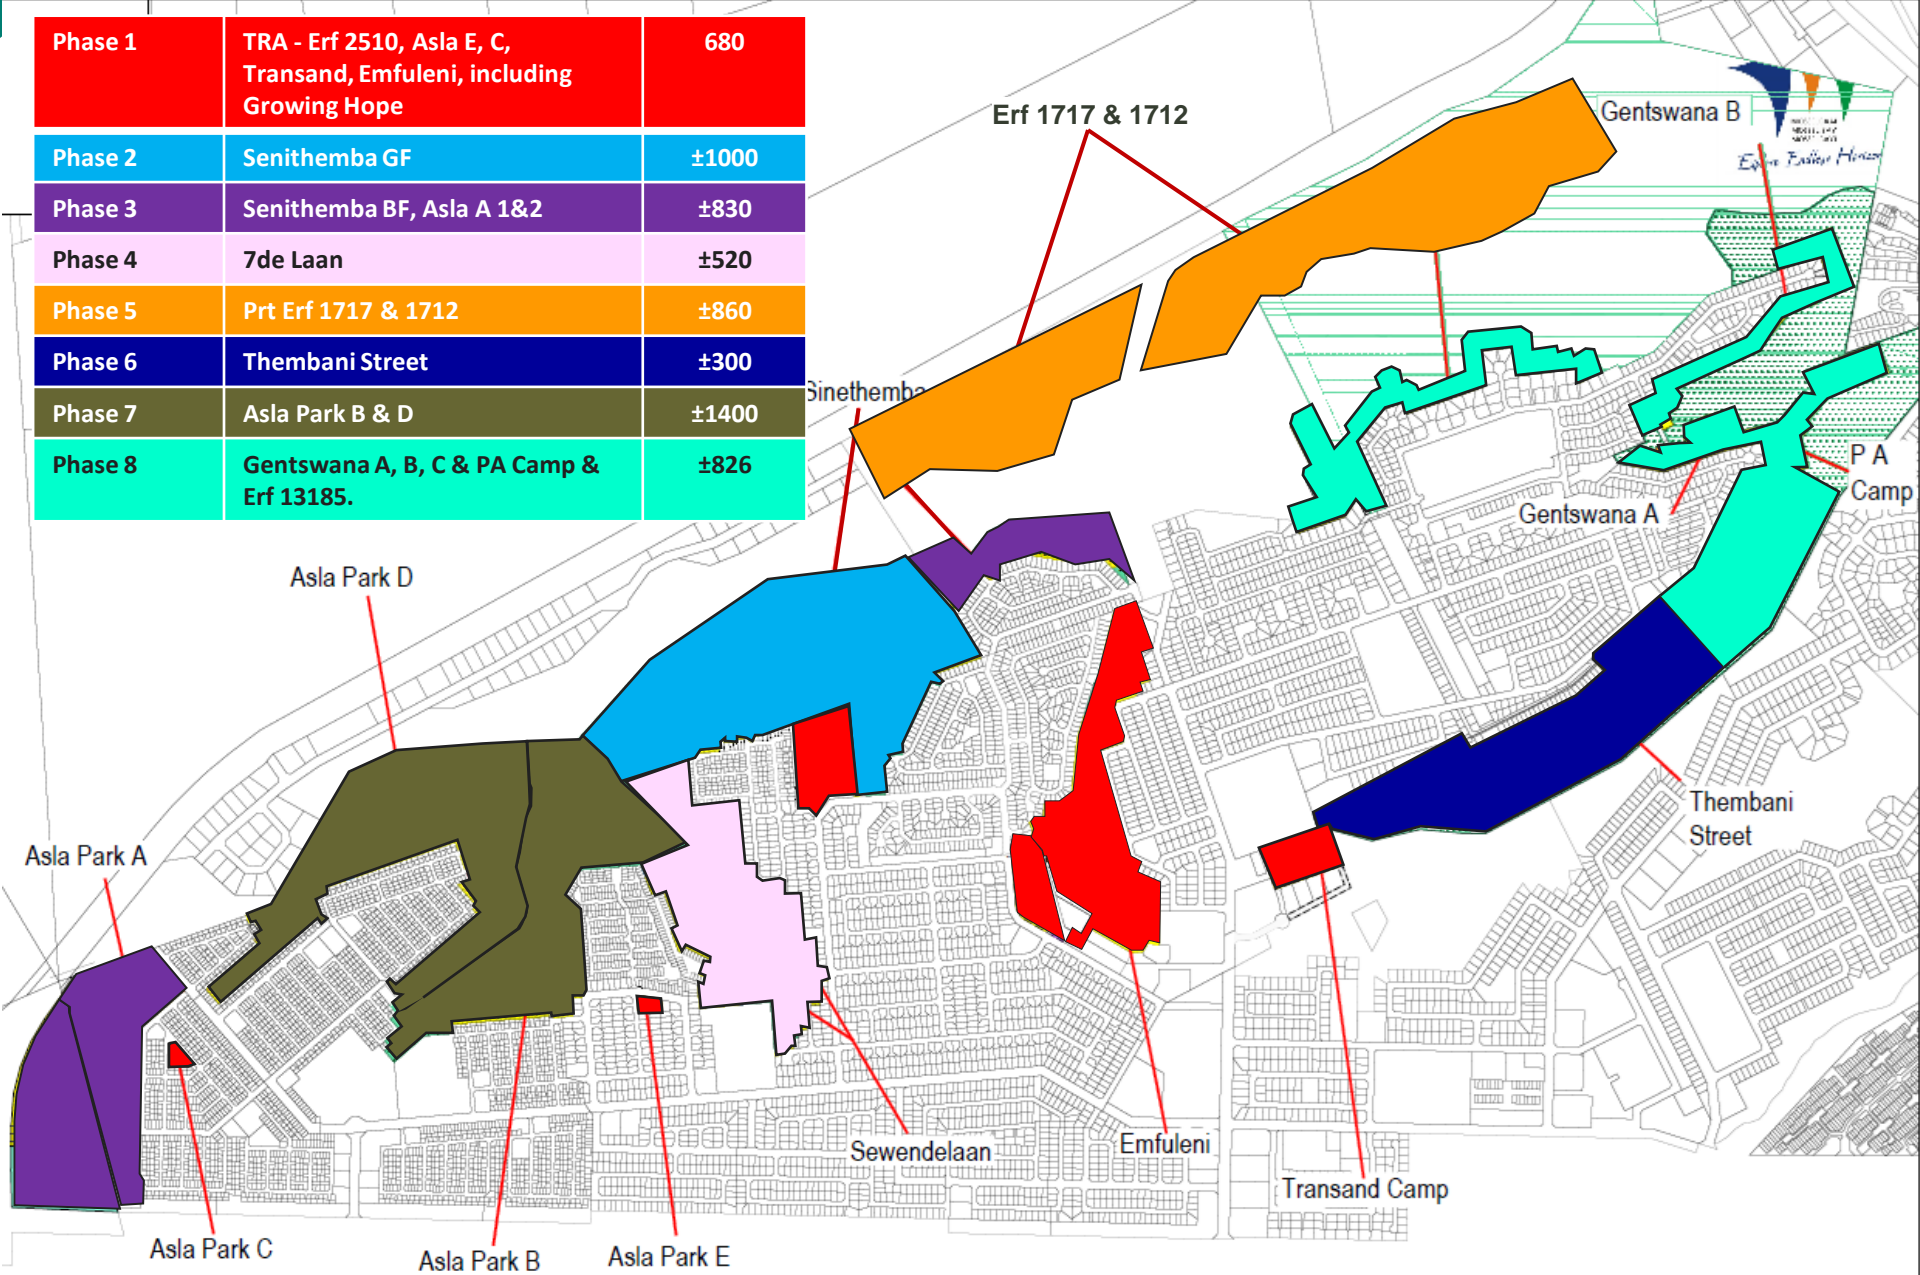 Phase 1
TRA - Erf 2510, Asla E, C,
Transand, Emfuleni, including
Growing Hope
680
Phase 2
Senithemba GF
±1000
Phase 3
Senithemba BF, Asla A 1&2
±830
Phase 4
7de Laan
±520
Phase 5
Prt Erf 1717 & 1712
±860
Phase 6
Thembani Street
±300
Phase 7
Asla Park B & D
±1400
Phase 8
Gentswana A, B, C & PA Camp &
Erf 13185.
±826
Erf 1717 & 1712
Gentswana B
Sinethemba
P A
Camp
Gentswana A
Asla Park D
Thembani
Street
Asla Park A
Sewendelaan
Emfuleni
Transand Camp
Asla Park C
Asla Park B
Asla Park E